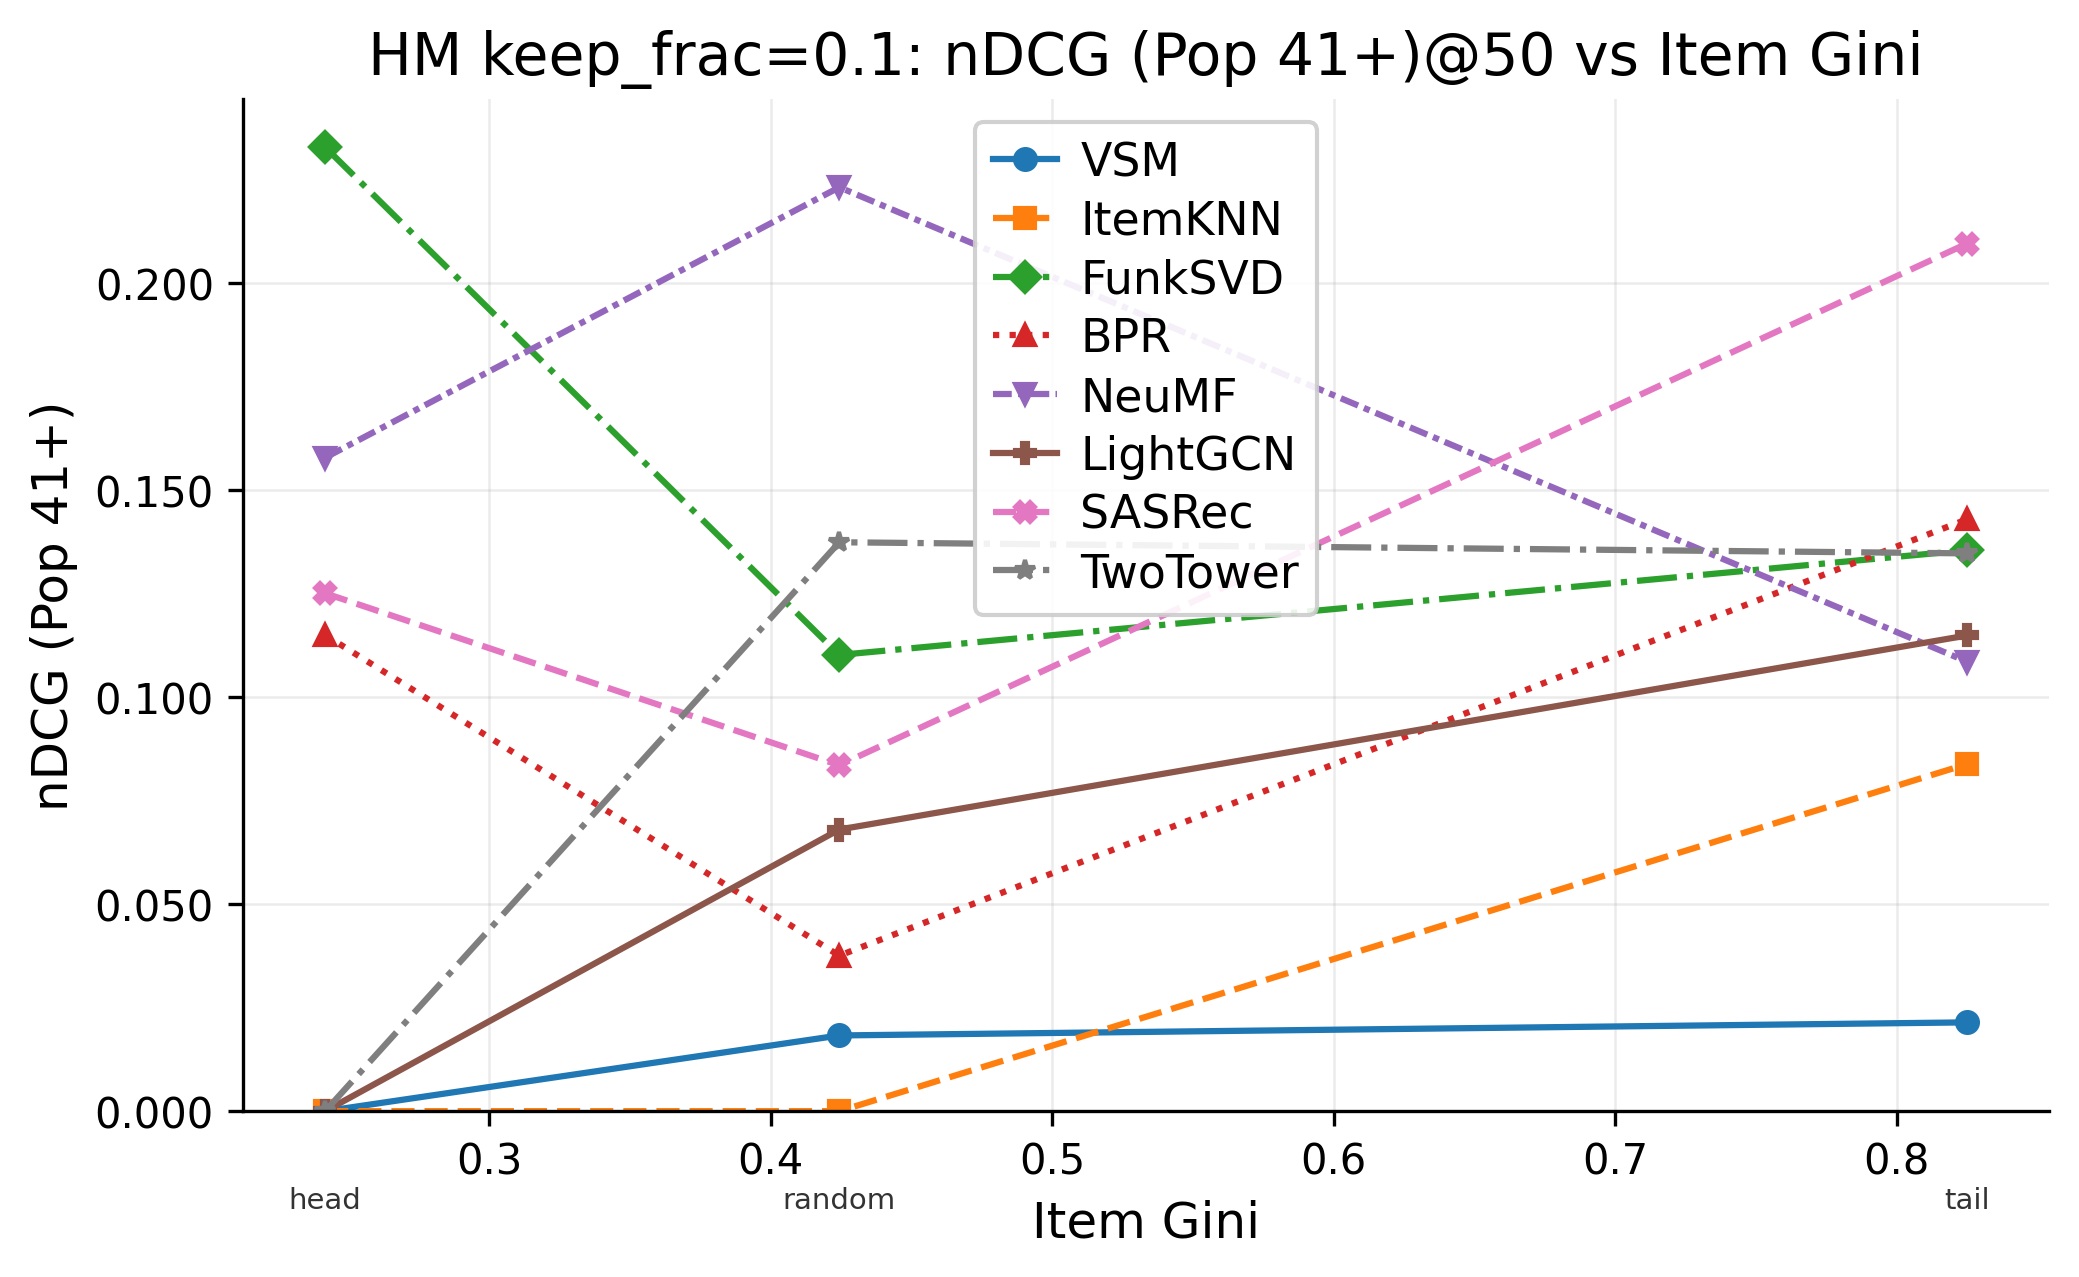 HM keep_frac=0.1: nDCG (Pop 41+)@50 vs Item Gini
nDCG (Pop 41+)
0.200
0.150
0.100
0.050
0.000
VSM
ItemKNN
FunkSVD
BPR
NeuMF
LightGCN
SASRec
TwoTower
0.3 0.4 0.5 0.6 0.7 0.8
head random tail
Item Gini